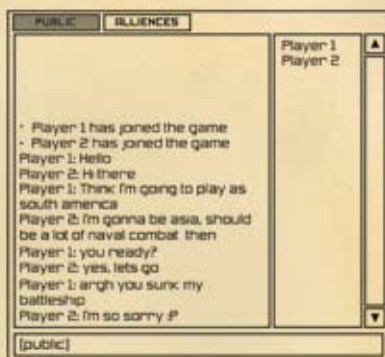 PUBLIC
ALLIENCES
- Player 1 has joined the game
- Player 2 has joined the game
Player 1: Hello
Player 2: Hi there
Player 1: Think I'm going to play as
south america
Player 2: I'm gonna be asia, should
be a lot of naval combat then
Player 1: you ready?
Player 2: yes, lets go
Player 1: argh you sunk my
battleship
Player 2: I'm so sorry :P
Player 1
Player 2
[public]